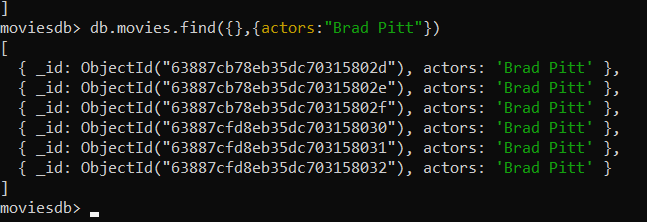 ]
moviesdb> db.movies.find({},{actors:"Brad Pitt"})
[
  { _id: ObjectId("63887cb78eb35dc70315802d"), actors: 'Brad Pitt' },
  { _id: ObjectId("63887cb78eb35dc70315802e"), actors: 'Brad Pitt' },
  { _id: ObjectId("63887cb78eb35dc70315802f"), actors: 'Brad Pitt' },
  { _id: ObjectId("63887cfd8eb35dc703158030"), actors: 'Brad Pitt' },
  { _id: ObjectId("63887cfd8eb35dc703158031"), actors: 'Brad Pitt' },
  { _id: ObjectId("63887cfd8eb35dc703158032"), actors: 'Brad Pitt' }
]
moviesdb>